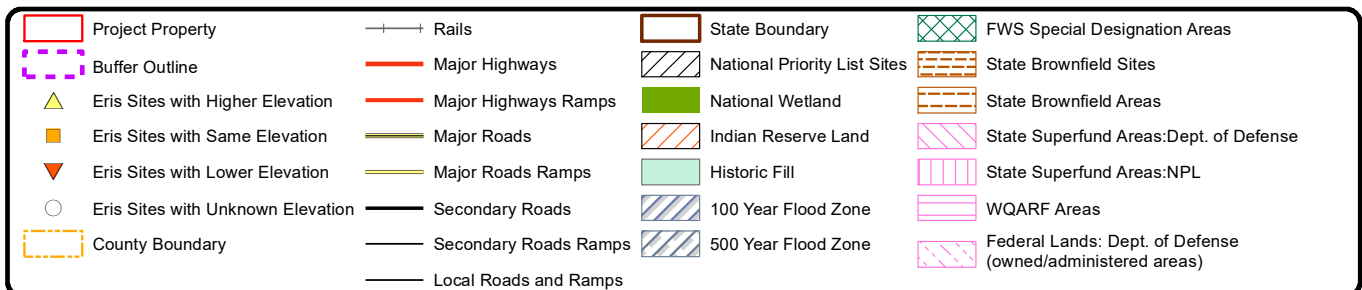 Project Property
Buffer Outline
Eris Sites with Higher Elevation
Eris Sites with Same Elevation
Eris Sites with Lower Elevation
Eris Sites with Unknown Elevation
County Boundary
Rails
Major Highways
Major Highways Ramps
Major Roads
Major Roads Ramps
Secondary Roads
Secondary Roads Ramps
Local Roads and Ramps
State Boundary
National Priority List Sites
National Wetland
Indian Reserve Land
Historic Fill
100 Year Flood Zone
500 Year Flood Zone
FWS Special Designation Areas
State Brownfield Sites
State Brownfield Areas
State Superfund Areas:Dept. of Defense
State Superfund Areas:NPL
WQARF Areas
Federal Lands: Dept. of Defense
(owned/administered areas)